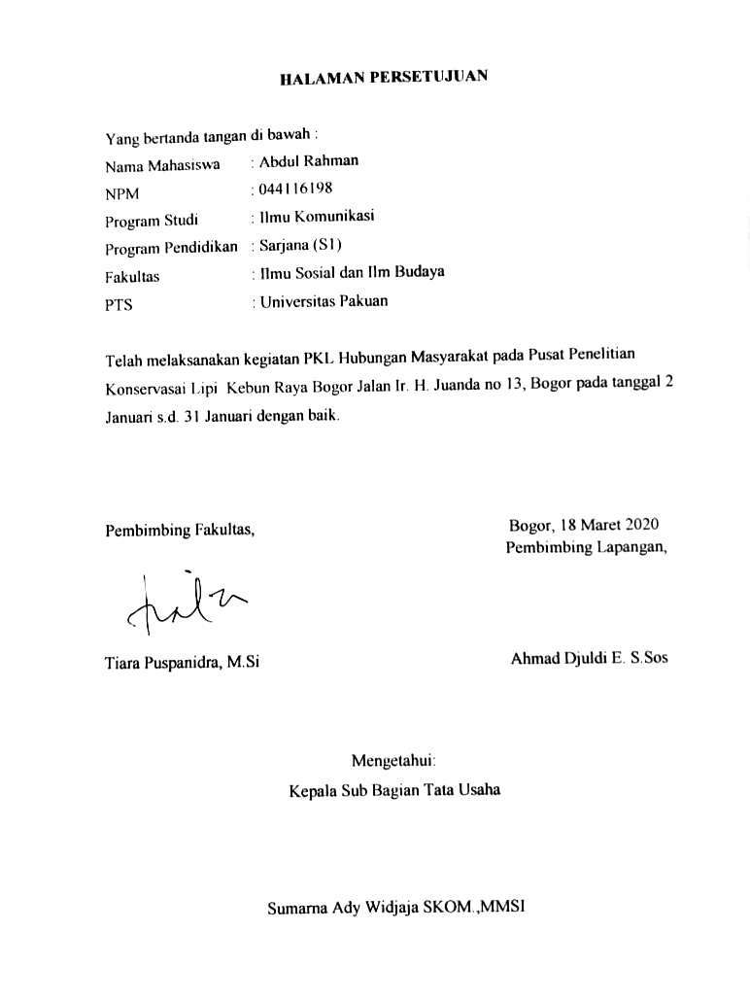 HALAMAN PERSETUJUAN
Yang bertanda tangan di bawah :
Nama Mahasiswa : Abdul Rahman
NPM : 044116198
Program Studi : Ilmu Komunikasi
Program Pendidikan : Sarjana (S1)
Fakultas : Ilmu Sosial dan Ilm Budaya
PTS : Universitas Pakuan
Telah melaksanakan kegiatan PKL Hubungan Masyarakat pada Pusat Penelitian
Konservasai Lipi Kebun Raya Bogor Jalan Ir. H. Juanda no 13, Bogor pada tanggal 2
Januari s.d. 31 Januari dengan baik.
Bogor, 18 Maret 2020
Pembimbing Fakultas,
Pembimbing Lapangan,
Tiara Puspanidra, M.Si
Ahmad Djuldi E. S.Sos
Mengetahui:
Kepala Sub Bagian Tata Usaha
Sumarna Ady Widjaja SKOM.,MMSI